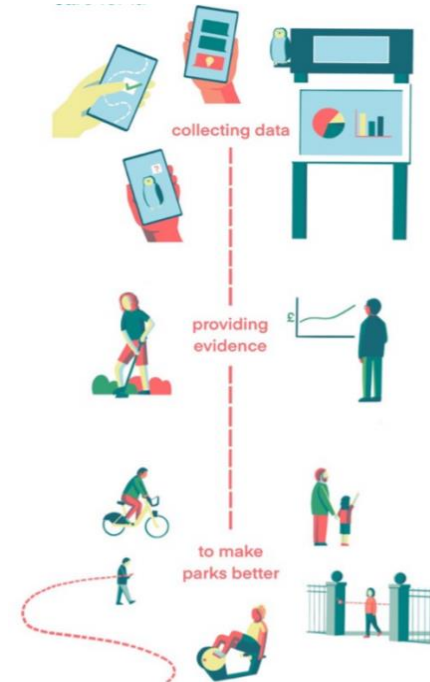 collecting data
?
providing
evidence
£
to make
parks better